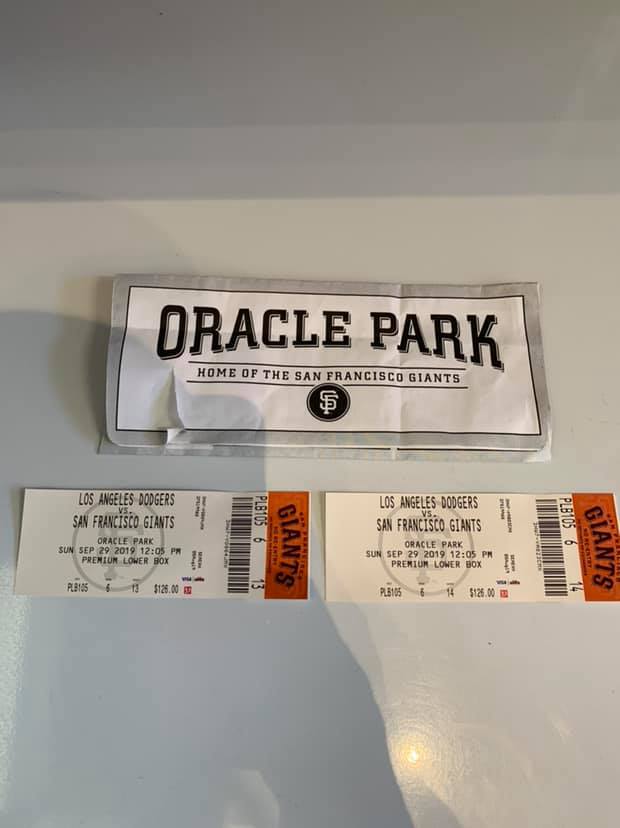 ORACLE PARK
HOME OF THE SAN FRANCISCO GIANTS
SF
LOS ANGELES DODGERS
VS.
SAN FRANCISCO GIANTS
ORACLE PARK
SUN SEP 29 2019 12:05 PM
PREMIUM LOWER BOX
PLB105 6 13 $126.00
PLB105 6 13
GIANTS
LOS ANGELES DODGERS
VS.
SAN FRANCISCO GIANTS
ORACLE PARK
SUN SEP 29 2019 12:05 PM
PREMIUM LOWER BOX
PLB105 6 14 $126.00
PLB105 6 14
SAN FRANCISCO
GIANTS